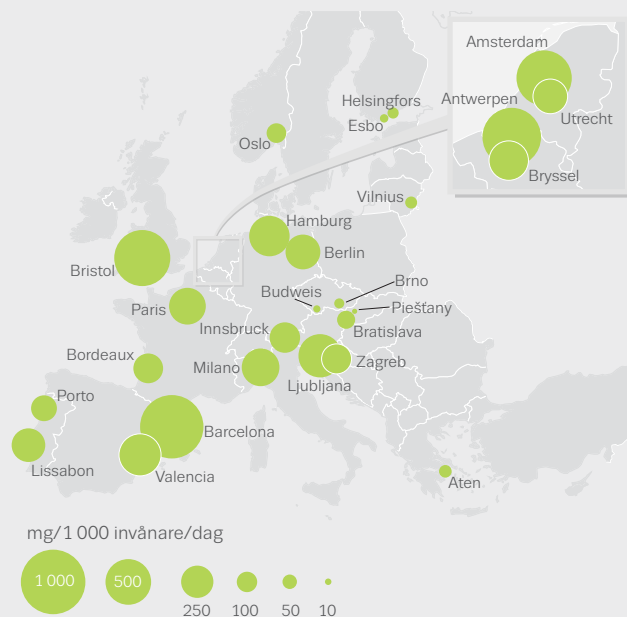 Amsterdam
Antwerpen
Utrecht
Bryssel
Helsingfors
Esbo
Oslo
Vilnius
Hamburg
Bristol
Berlin
Budweis
Brno
Paris
Piešťany
Innsbruck
Bratislava
Bordeaux
Milano
Zagreb
Ljubljana
Porto
Barcelona
Lissabon
Valencia
Aten
mg/1 000 invånare/dag
1 000
500
250
100
50
10